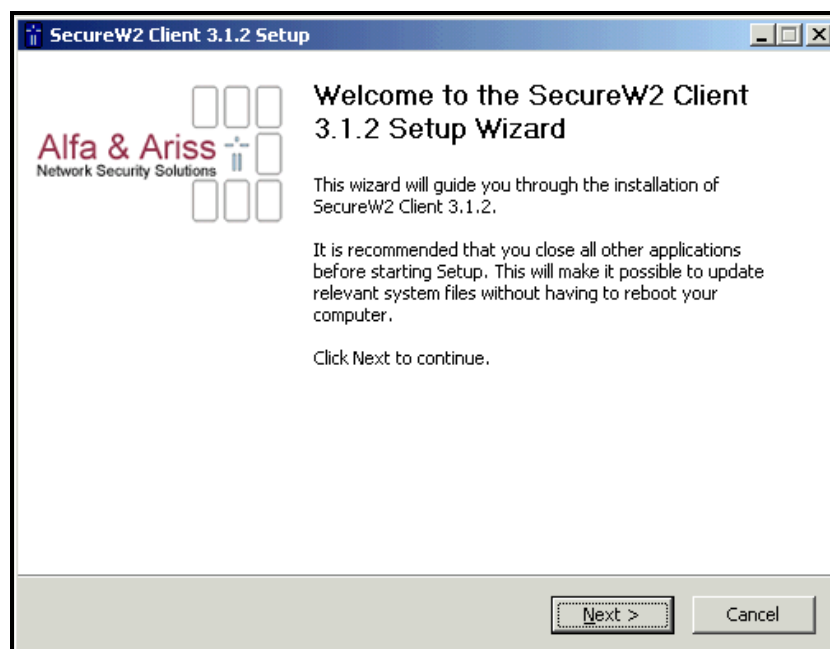 SecureW2 Client 3.1.2 Setup
Alfa & Ariss
Network Security Solutions
Welcome to the SecureW2 Client
3.1.2 Setup Wizard
This wizard will guide you through the installation of
SecureW2 Client 3.1.2.
It is recommended that you close all other applications
before starting Setup. This will make it possible to update
relevant system files without having to reboot your
computer.
Click Next to continue.
Next >
Cancel